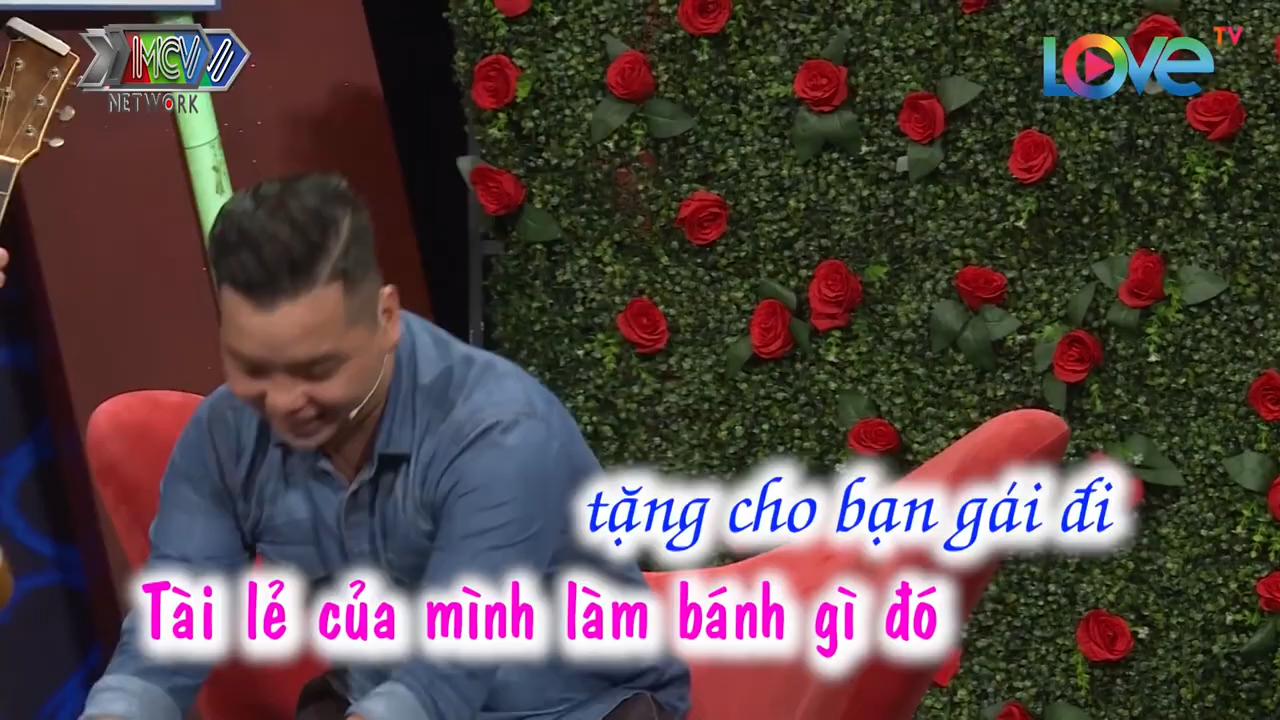 MCV
NETWORK
LOVE TV
tặng cho bạn gái đi
Tài lẻ của mình làm bánh gì đó